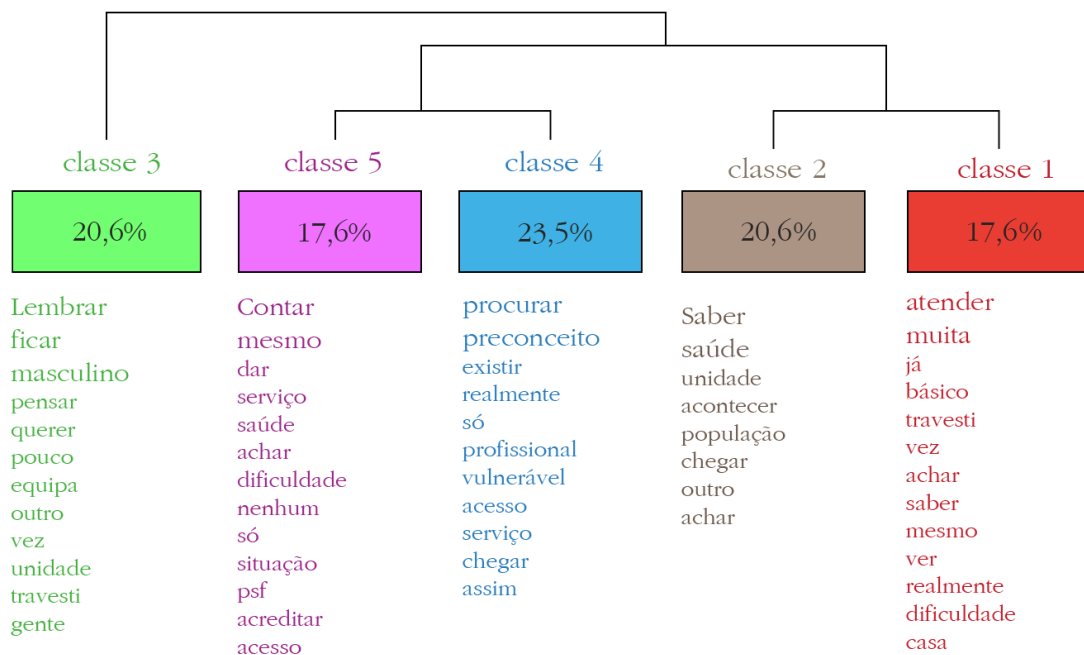 classe 3
20,6%
Lembrar
ficar
masculino
pensar
querer
pouco
equipa
outro
vez
unidade
travesti
gente
classe 5
17,6%
Contar
mesmo
dar
serviço
saúde
achar
dificuldade
nenhum
só
situação
psf
acreditar
acesso
classe 4
23,5%
procurar
preconceito
existir
realmente
só
profissional
vulnerável
acesso
serviço
chegar
assim
classe 2
20,6%
Saber
saúde
unidade
acontecer
população
chegar
outro
achar
classe 1
17,6%
atender
muita
já
básico
travesti
vez
achar
saber
mesmo
ver
realmente
dificuldade
casa